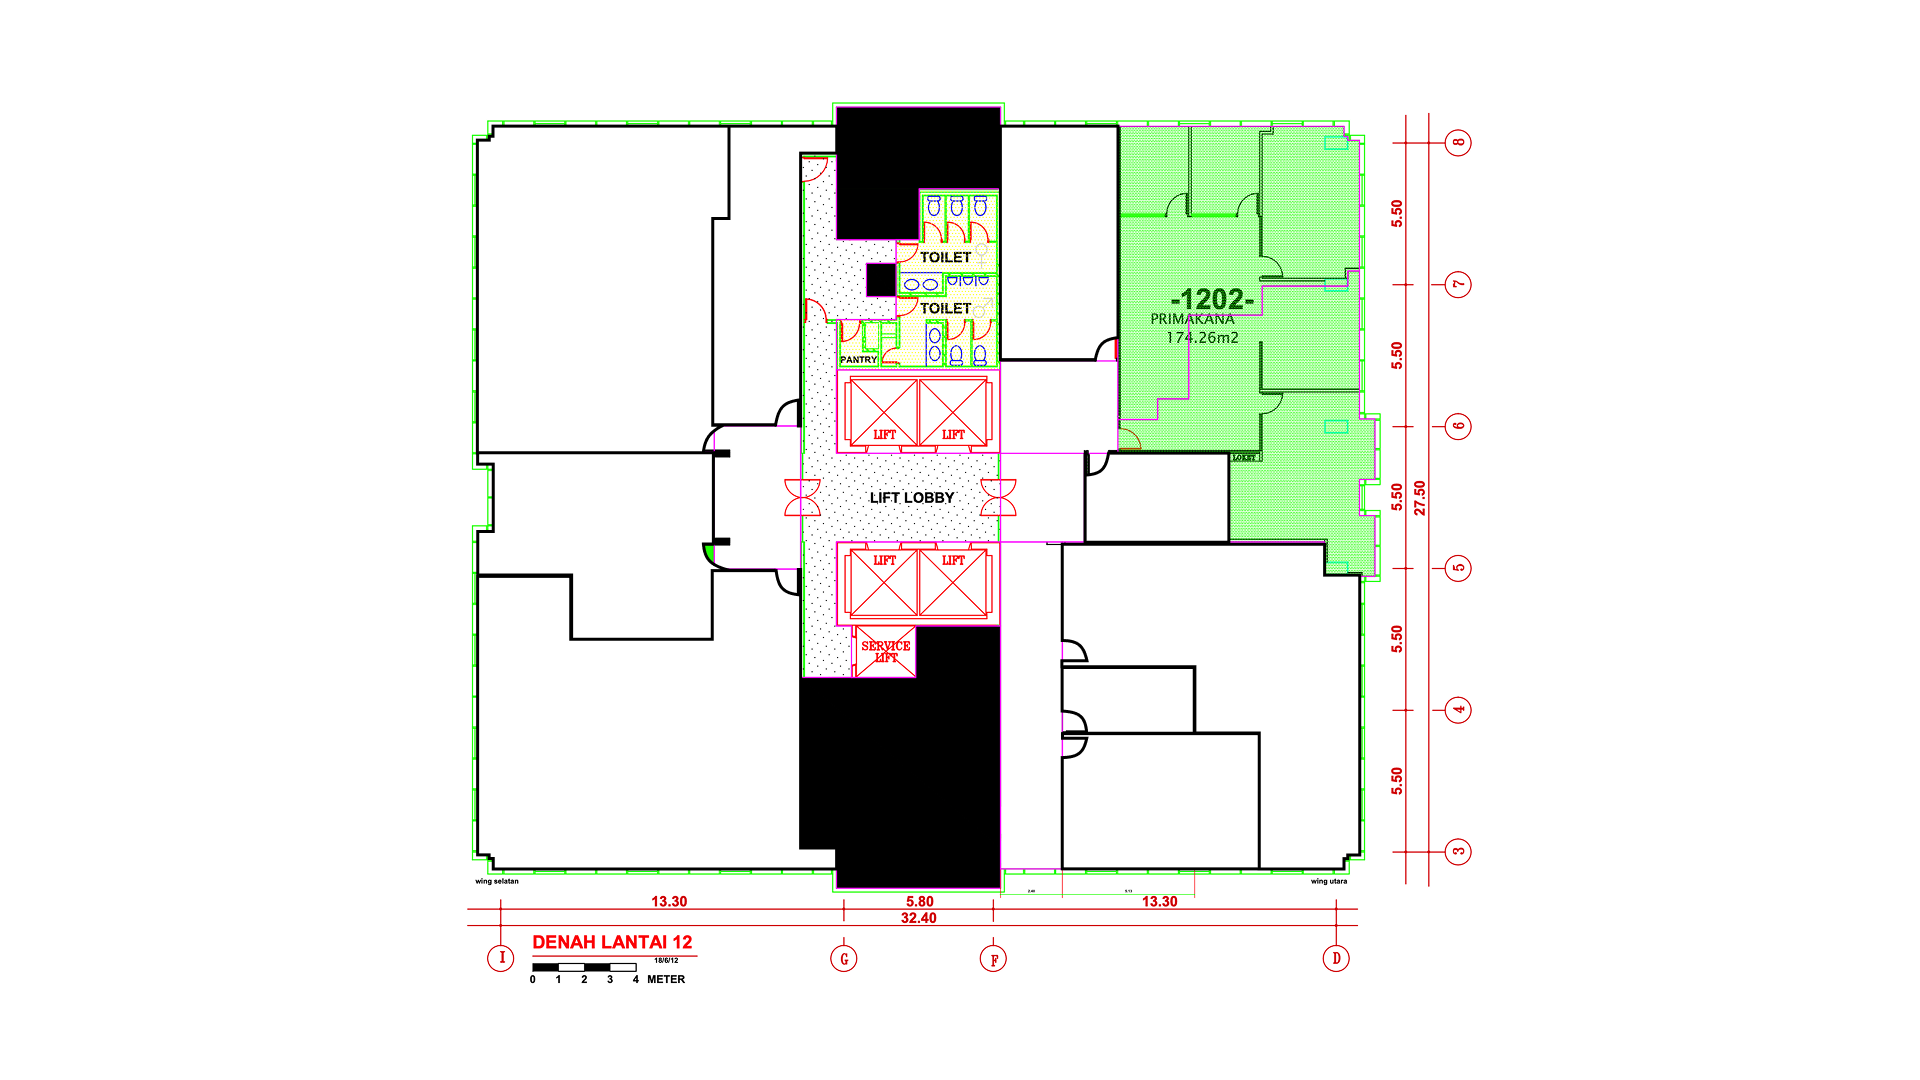 8
5.50
TOILET
7
-1202-
TOILET
PRIMAKANA
174.26m2
5.50
PANTRY
6
LIFT
LIFT
LOKET
LIFT LOBBY
5.50
27.50
LIFT
LIFT
5
SERVICE
LIFT
5.50
4
5.50
3
wing selatan
wing utara
2.40
5.13
13.30
5.80
13.30
32.40
DENAH LANTAI 12
I
G
F
D
18/6/12
0 1 2 3 4 METER